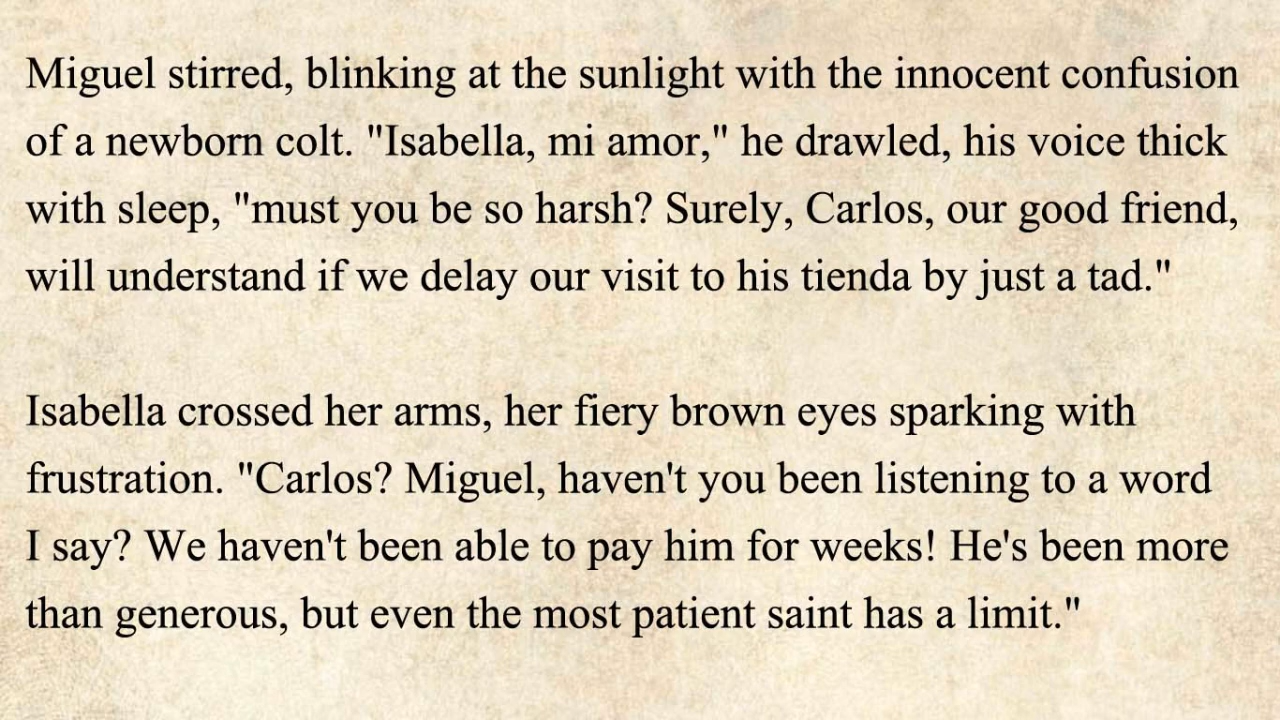 Miguel stirred, blinking at the sunlight with the innocent confusion
of a newborn colt. "Isabella, mi amor," he drawled, his voice thick
with sleep, "must you be so harsh? Surely, Carlos, our good friend,
will understand if we delay our visit to his tienda by just a tad."
Isabella crossed her arms, her fiery brown eyes sparking with
frustration. "Carlos? Miguel, haven't you been listening to a word
I say? We haven't been able to pay him for weeks! He's been more
than generous, but even the most patient saint has a limit."